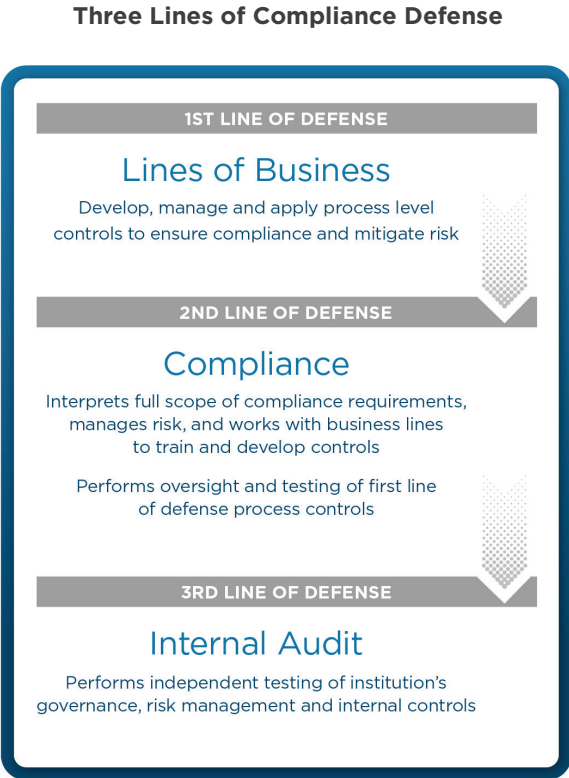 Three Lines of Compliance Defense
1ST LINE OF DEFENSE
Lines of Business
Develop, manage and apply process level
controls to ensure compliance and mitigate risk
2ND LINE OF DEFENSE
Compliance
Interprets full scope of compliance requirements,
manages risk, and works with business lines
to train and develop controls
Performs oversight and testing of first line
of defense process controls
3RD LINE OF DEFENSE
Internal Audit
Performs independent testing of institution’s
governance, risk management and internal controls